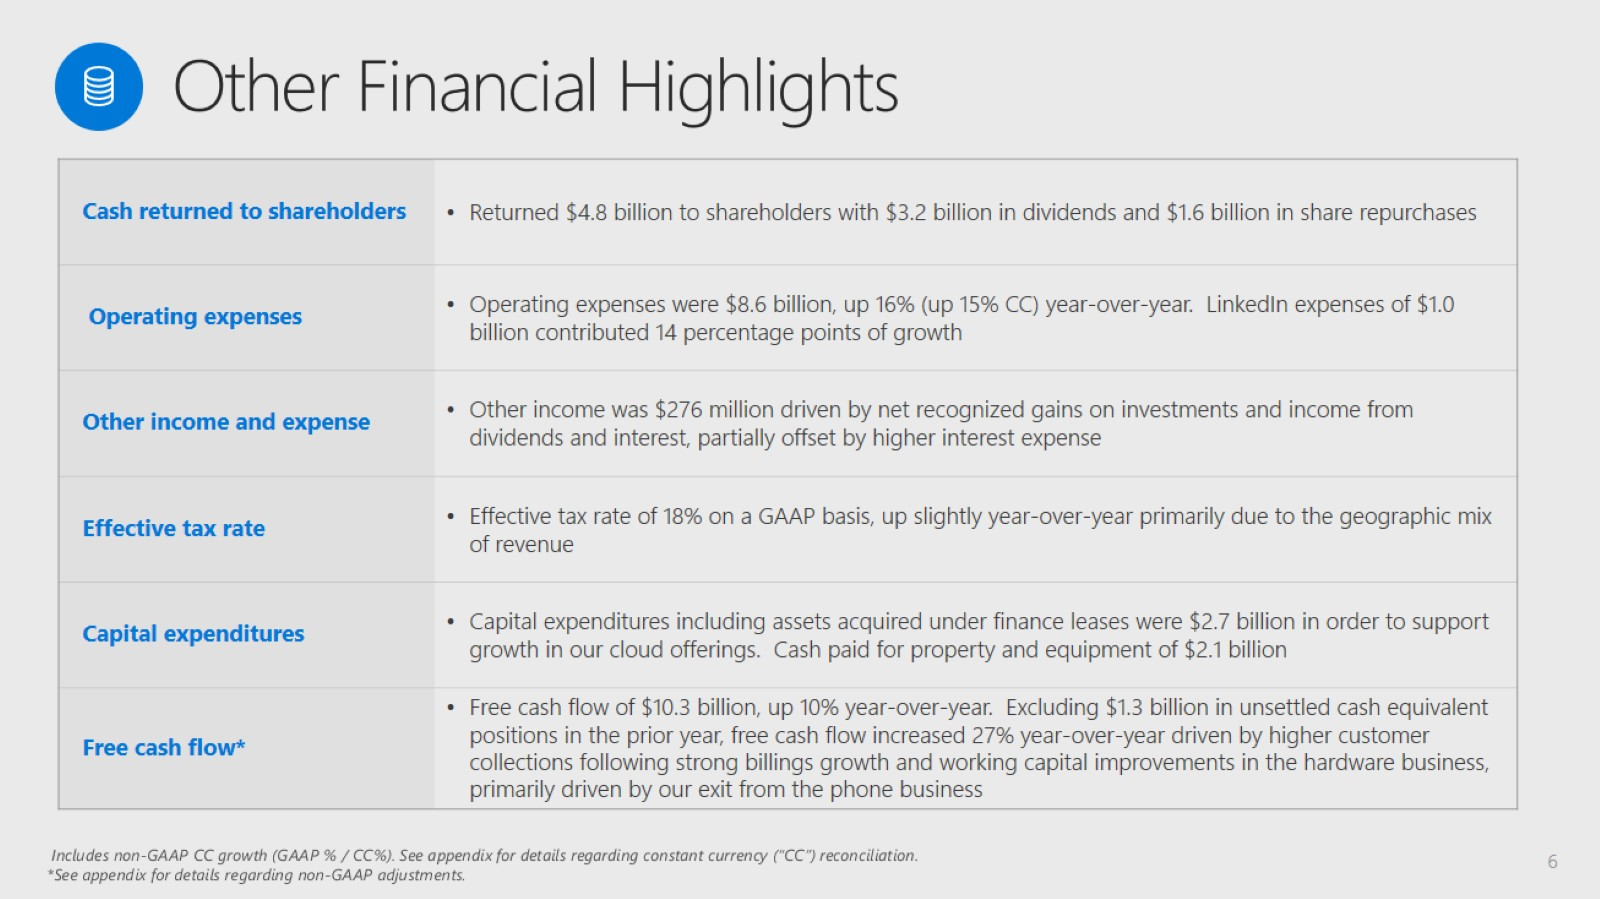 Other Financial Highlights
Cash returned to shareholders
• Returned $4.8 billion to shareholders with $3.2 billion in dividends and $1.6 billion in share repurchases
Operating expenses
• Operating expenses were $8.6 billion, up 16% (up 15% CC) year-over-year.  LinkedIn expenses of $1.0
billion contributed 14 percentage points of growth
Other income and expense
• Other income was $276 million driven by net recognized gains on investments and income from
dividends and interest, partially offset by higher interest expense
Effective tax rate
• Effective tax rate of 18% on a GAAP basis, up slightly year-over-year primarily due to the geographic mix
of revenue
Capital expenditures
• Capital expenditures including assets acquired under finance leases were $2.7 billion in order to support
growth in our cloud offerings.  Cash paid for property and equipment of $2.1 billion
Free cash flow*
• Free cash flow of $10.3 billion, up 10% year-over-year.  Excluding $1.3 billion in unsettled cash equivalent
positions in the prior year, free cash flow increased 27% year-over-year driven by higher customer
collections following strong billings growth and working capital improvements in the hardware business,
primarily driven by our exit from the phone business
Includes non-GAAP CC growth (GAAP % / CC%). See appendix for details regarding constant currency ("CC") reconciliation.
*See appendix for details regarding non-GAAP adjustments.
6